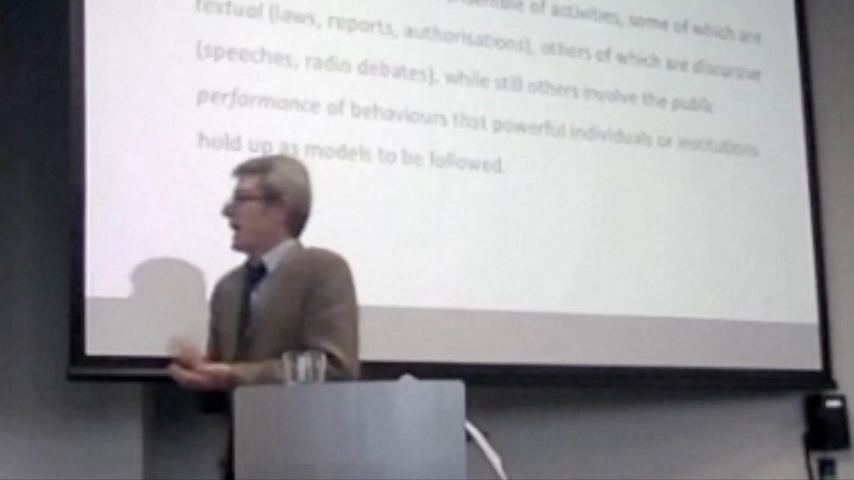 of activities, some of which are
textual (laws, reports, authorisations), others of which are discursive
(speeches, radio debates), while still others involve the public
performance of behaviours that powerful individuals or institutions
hold up as models to be followed.